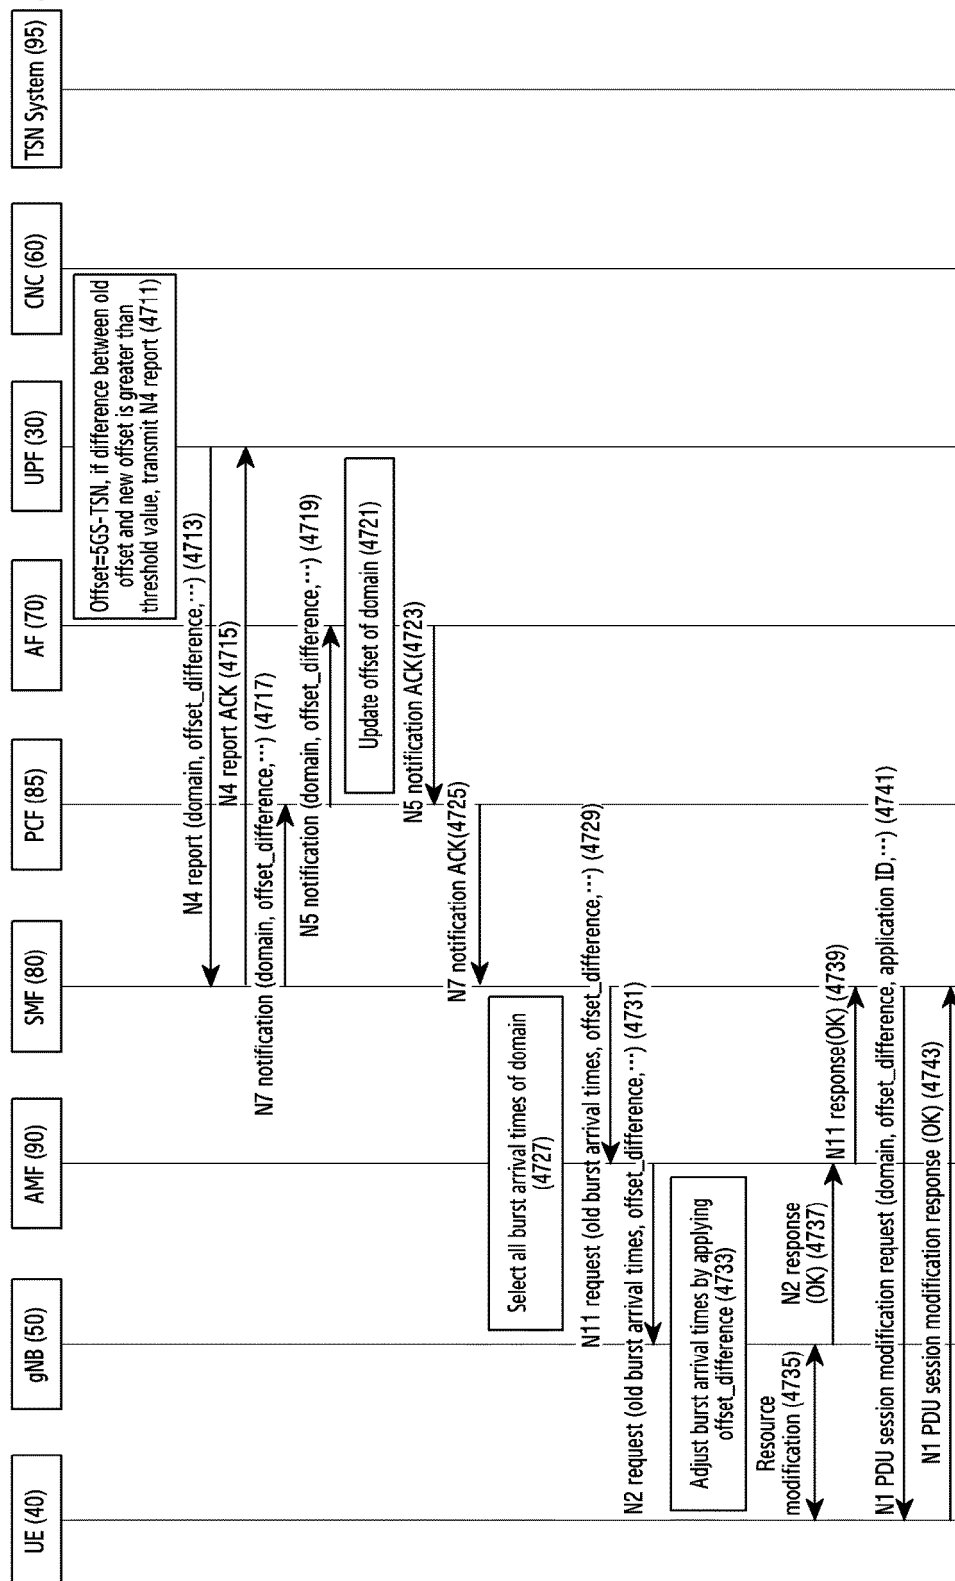 UE (40)
gNB (50)
AMF (90)
SMF (80)
PCF (85)
AF (70)
UPF (30)
CNC (60)
TSN System (95)
Offset=5GS-TSN, if difference between old
offset and new offset is greater than
threshold value, transmit N4 report (4711)
N4 report (domain, offset_difference,···) (4713)
N4 report ACK (4715)
N7 notification (domain, offset_difference,···) (4717)
N5 notification (domain, offset_difference,···) (4719)
Update offset of domain (4721)
N5 notification ACK(4723)
N7 notification ACK(4725)
Select all burst arrival times of domain
(4727)
N11 request (old burst arrival times, offset_difference,···) (4729)
N2 request (old burst arrival times, offset_difference,···) (4731)
Adjust burst arrival times by applying
offset_difference (4733)
Resource
modification (4735)
N2 response
(OK) (4737)
N11 response(OK) (4739)
N1 PDU session modification request (domain, offset_difference, application ID,···) (4741)
N1 PDU session modification response (OK) (4743)